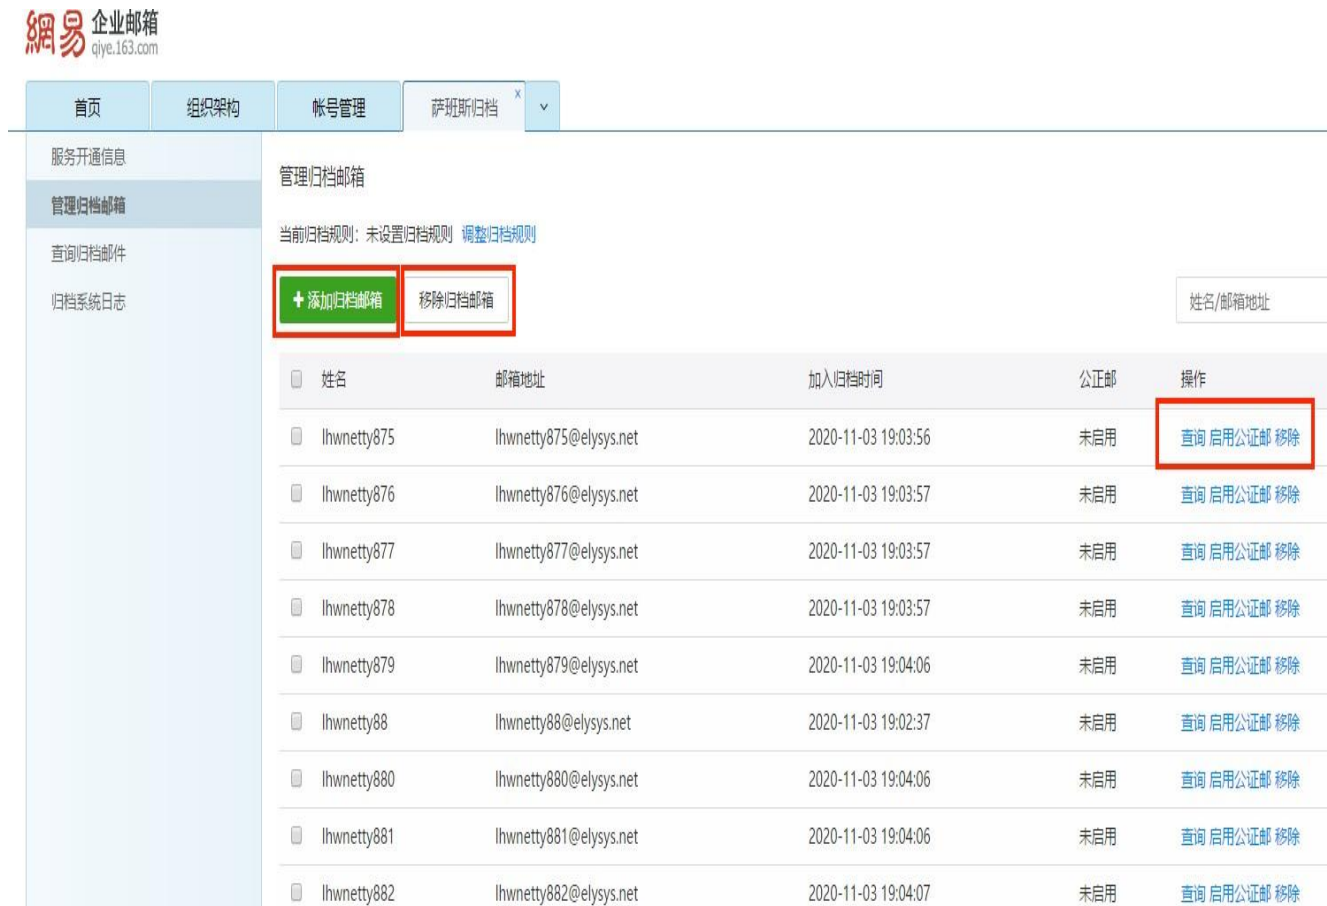 網易 企业邮箱
qiye.163.com
首页 组织架构 帐号管理 萨班斯归档 x
服务开通信息
管理归档邮箱
查询归档邮件
归档系统日志
管理归档邮箱
当前归档规则：未设置归档规则 调整归档规则
+ 添加归档邮箱 移除归档邮箱 姓名/邮箱地址
姓名 邮箱地址 加入归档时间 公正邮 操作
lhwnetty875 lhwnetty875@elysys.net 2020-11-03 19:03:56 未启用 查询 启用公证邮 移除
lhwnetty876 lhwnetty876@elysys.net 2020-11-03 19:03:57 未启用 查询 启用公证邮 移除
lhwnetty877 lhwnetty877@elysys.net 2020-11-03 19:03:57 未启用 查询 启用公证邮 移除
lhwnetty878 lhwnetty878@elysys.net 2020-11-03 19:03:57 未启用 查询 启用公证邮 移除
lhwnetty879 lhwnetty879@elysys.net 2020-11-03 19:04:06 未启用 查询 启用公证邮 移除
lhwnetty88 lhwnetty88@elysys.net 2020-11-03 19:02:37 未启用 查询 启用公证邮 移除
lhwnetty880 lhwnetty880@elysys.net 2020-11-03 19:04:06 未启用 查询 启用公证邮 移除
lhwnetty881 lhwnetty881@elysys.net 2020-11-03 19:04:06 未启用 查询 启用公证邮 移除
lhwnetty882 lhwnetty882@elysys.net 2020-11-03 19:04:07 未启用 查询 启用公证邮 移除